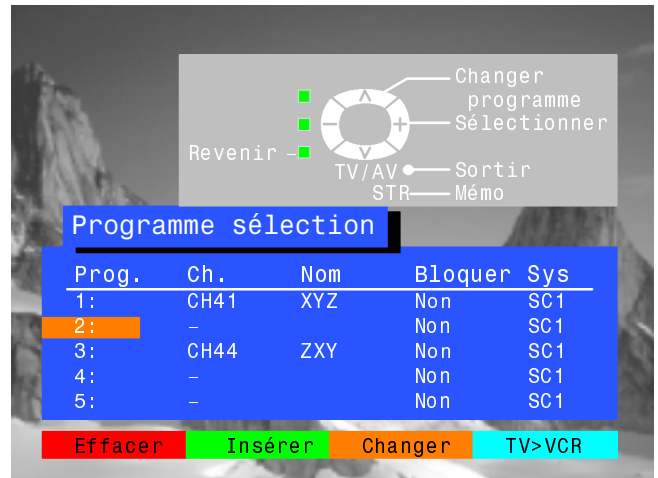 Changer
programme
Sélectionner
Revenir
TV/AV Sortir
STR Mémo
Programme sélection
Prog. Ch. Nom Bloquer Sys
1: CH41 XYZ Non SC1
2: – Non SC1
3: CH44 ZXY Non SC1
4: – Non SC1
5: – Non SC1
Effacer Insérer Changer TV>VCR